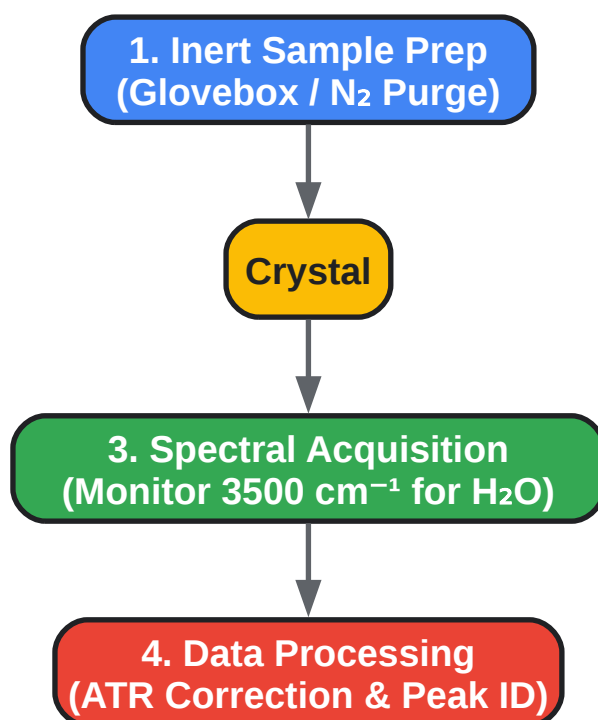 1. Inert Sample Prep
(Glovebox / N₂ Purge)
Crystal
3. Spectral Acquisition
(Monitor 3500 cm⁻¹ for H₂O)
4. Data Processing
(ATR Correction & Peak ID)